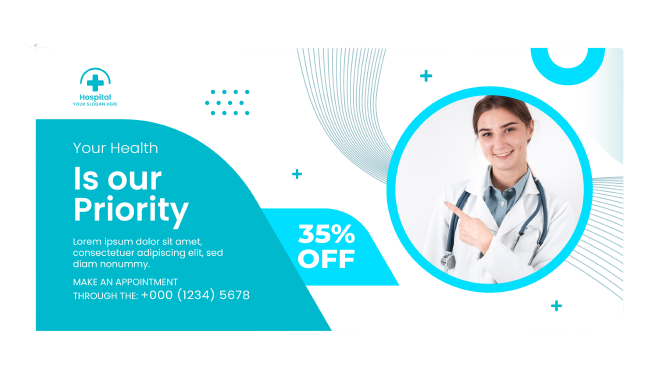 Hospital
YOUR SLOGAN HERE
Your Health
Is our
Priority
Lorem ipsum dolor sit amet,
consectetuer adipiscing elit, sed
diam nonummy.
MAKE AN APPOINTMENT
THROUGH THE: +000 (1234) 5678
35%
OFF